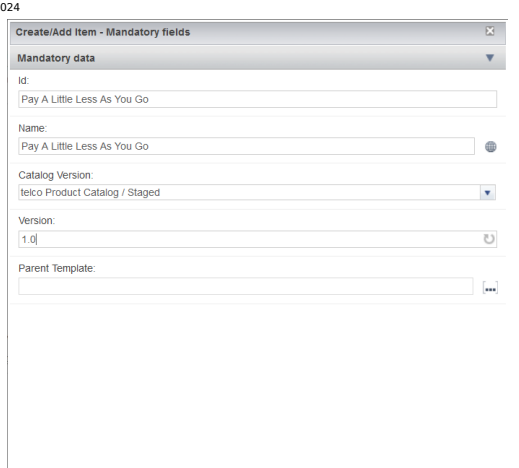 024
Create/Add Item - Mandatory fields
Mandatory data
Id:
Pay A Little Less As You Go
Name:
Pay A Little Less As You Go
Catalog Version:
telco Product Catalog / Staged
Version:
1.0
Parent Template: